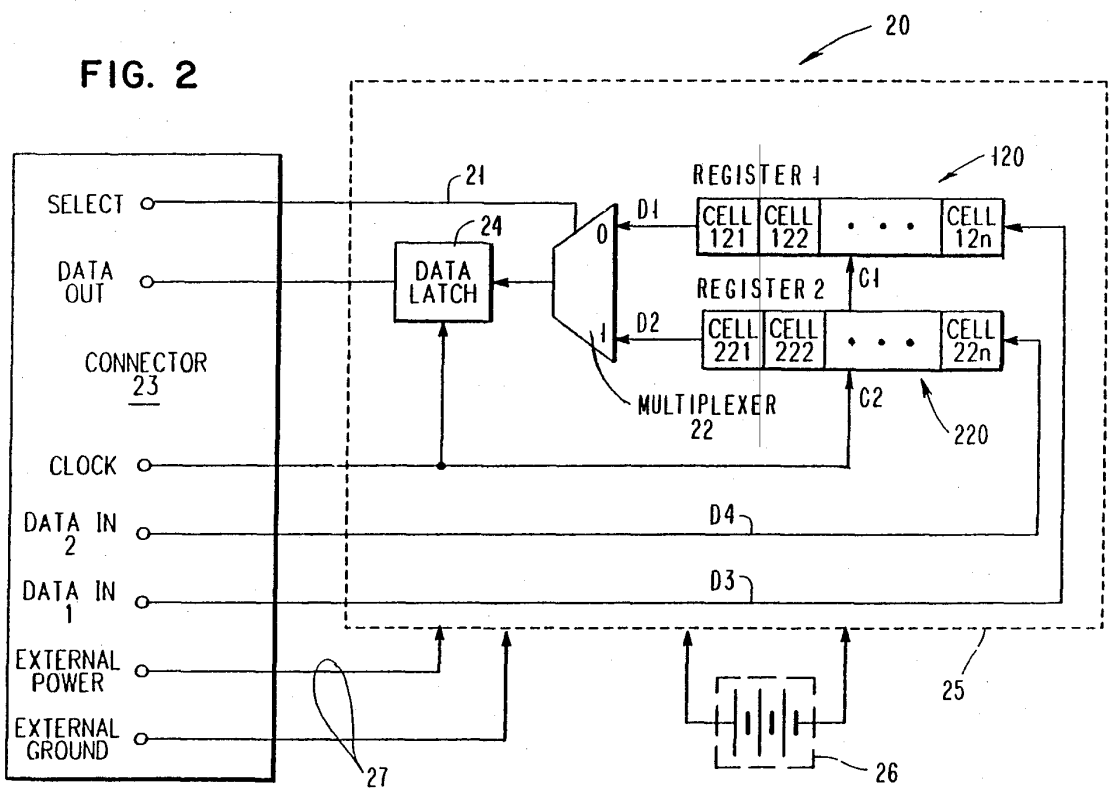 FIG. 2
20
SELECT
21
REGISTER 1
120
D1
CELL
121
CELL
122
. . .
CELL
12n
0
24
DATA
OUT
DATA
LATCH
C1
REGISTER 2
1
D2
CELL
221
CELL
222
. . .
CELL
22n
CONNECTOR
23
MULTIPLEXER
22
C2
220
CLOCK
DATA IN
2
D4
DATA IN
1
D3
EXTERNAL
POWER
25
EXTERNAL
GROUND
27
26